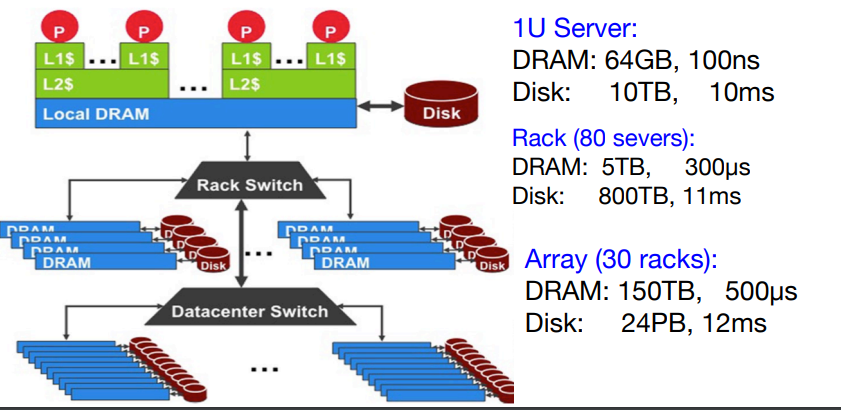 P P P P
L1$ ... L1$ L1$ ... L1$
L2$ ... L2$
Local DRAM
Disk
Rack Switch
DRAM DRAM
DRAM DRAM
DRAM DRAM
DRAM Disk ... DRAM Disk
Datacenter Switch
...
1U Server:
DRAM: 64GB, 100ns
Disk: 10TB, 10ms
Rack (80 severs):
DRAM: 5TB, 300µs
Disk: 800TB, 11ms
Array (30 racks):
DRAM: 150TB, 500µs
Disk: 24PB, 12ms